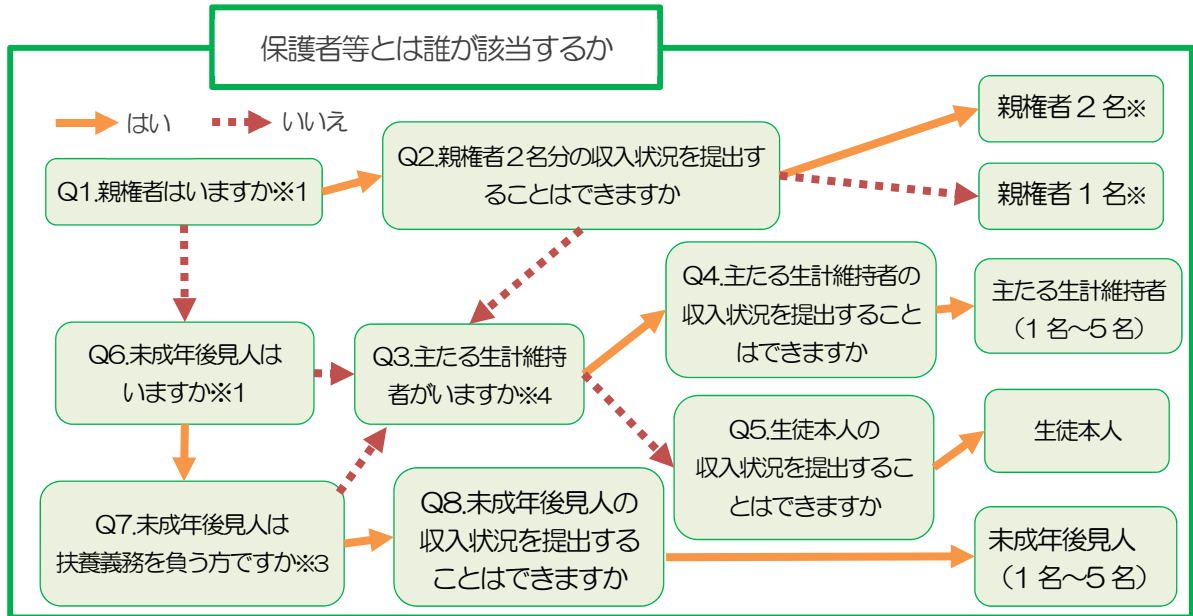 保護者等とは誰が該当するか
はい
いいえ
Q1.親権者はいますか※1
Q2.親権者2名分の収入状況を提出す
ることはできますか
親権者2名※
親権者1名※
Q6.未成年後見人は
いますか※1
Q3.主たる生計維持
者がいますか※4
Q4.主たる生計維持者の
収入状況を提出すること
はできますか
主たる生計維持者
（1名～5名）
Q5.生徒本人の
収入状況を提出するこ
とはできますか
生徒本人
Q7.未成年後見人は
扶養義務を負う方ですか※3
Q8.未成年後見人の
収入状況を提出する
ことはできますか
未成年後見人
（1名～5名）